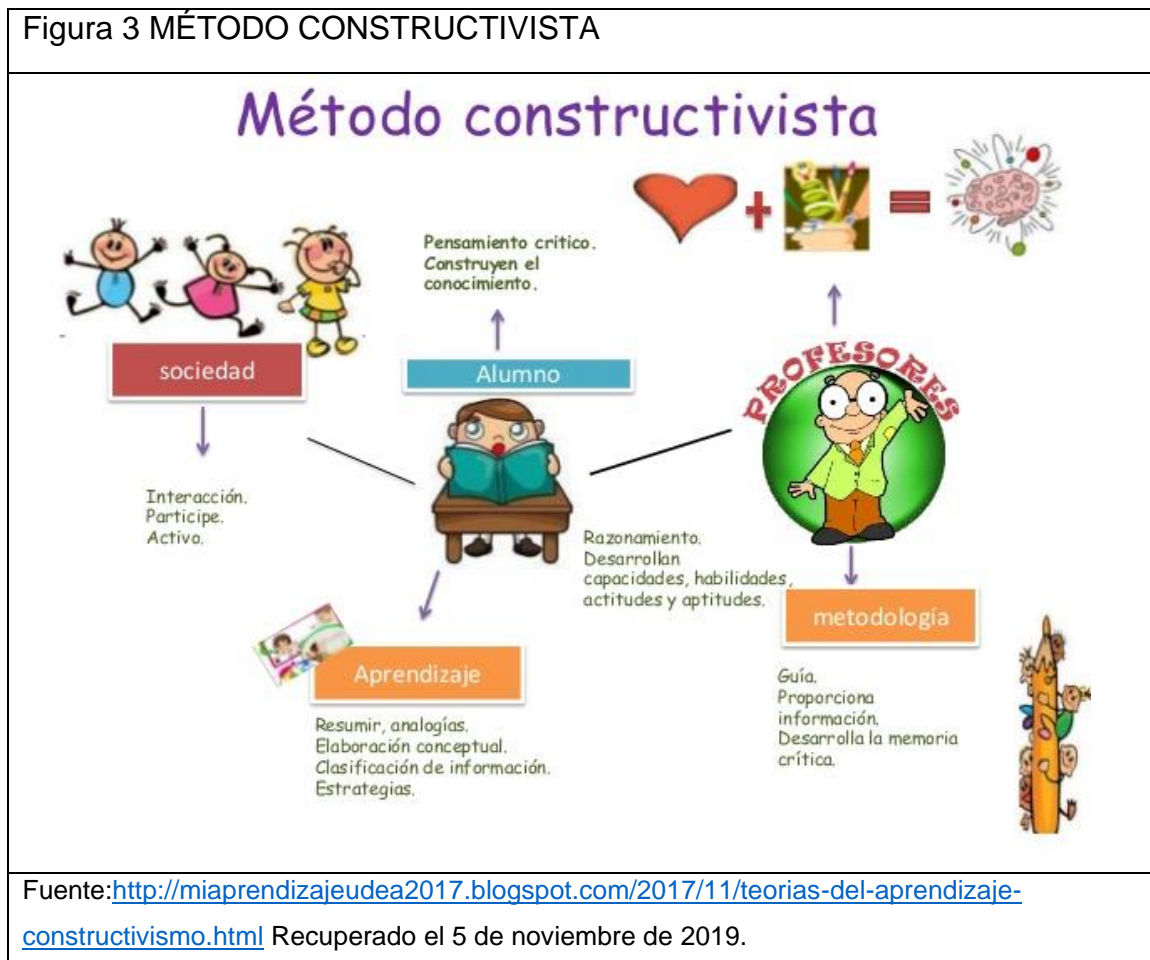 Figura 3 MÉTODO CONSTRUCTIVISTA
Método constructivista
Pensamiento critico.
Construyen el
conocimiento.
sociedad
Alumno
PROFESORES
Interacción.
Participe.
Activo.
Razonamiento.
Desarrollan
capacidades, habilidades,
actitudes y aptitudes.
metodología
Aprendizaje
Guía.
Proporciona
información.
Desarrolla la memoria
crítica.
Resumir, analogías.
Elaboración conceptual.
Clasificación de información.
Estrategias.
Fuente:http://miaprendizajeudea2017.blogspot.com/2017/11/teorias-del-aprendizaje-
constructivismo.html Recuperado el 5 de noviembre de 2019.